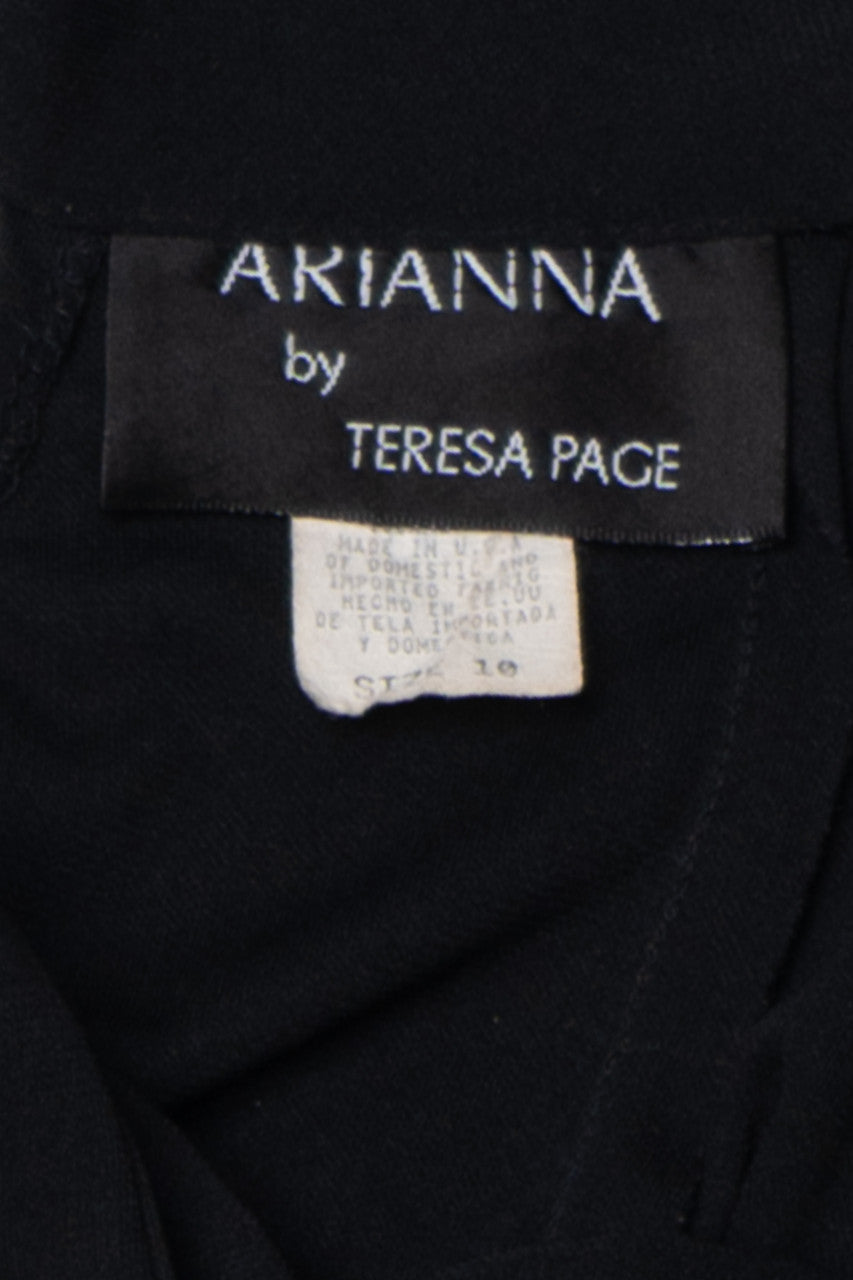 ARIANNA
by
TERESA PAGE
MADE IN U.S.A
OF DOMESTIC AND
IMPORTED FABRIC
HECHO EN EE.UU
DE TELA IMPORTADA
Y DOMESTICA
SIZE 10